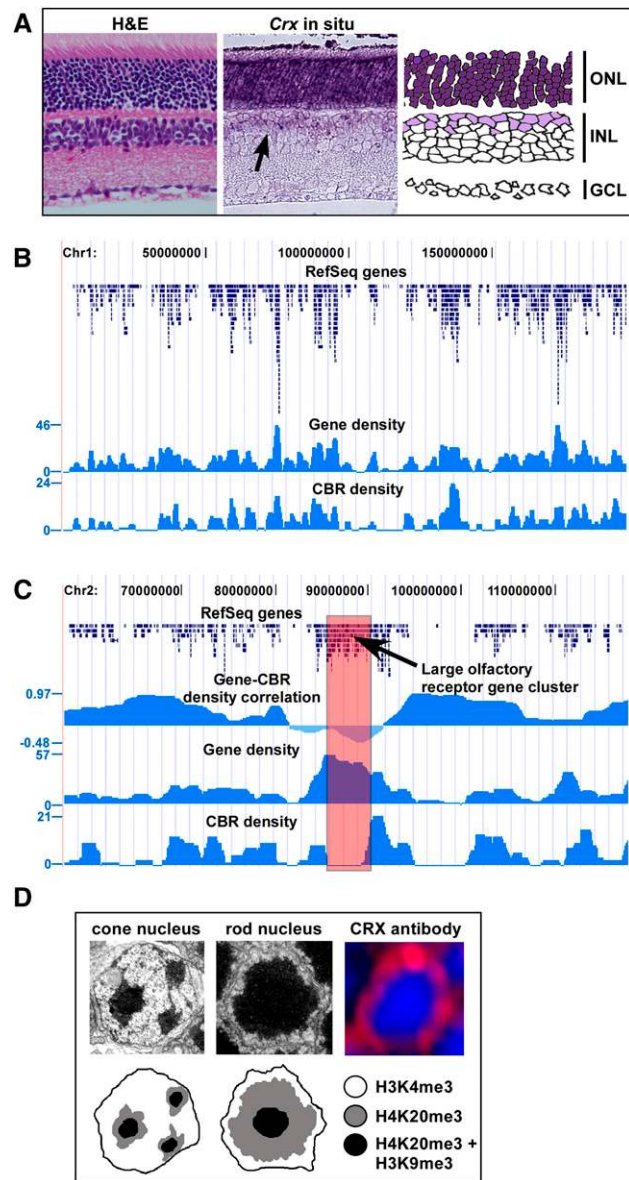 A
H&E
Crx in situ
ONL
INL
GCL
B
Chr1: 50000000 100000000 150000000
RefSeq genes
Gene density
46
0
CBR density
24
0
C
Chr2: 70000000 80000000 90000000 100000000 110000000
RefSeq genes
Large olfactory
receptor gene cluster
Gene-CBR
density correlation
0.97
-0.48
Gene density
57
0
CBR density
21
0
D
cone nucleus
rod nucleus
CRX antibody
H3K4me3
H4K20me3
H4K20me3 +
H3K9me3